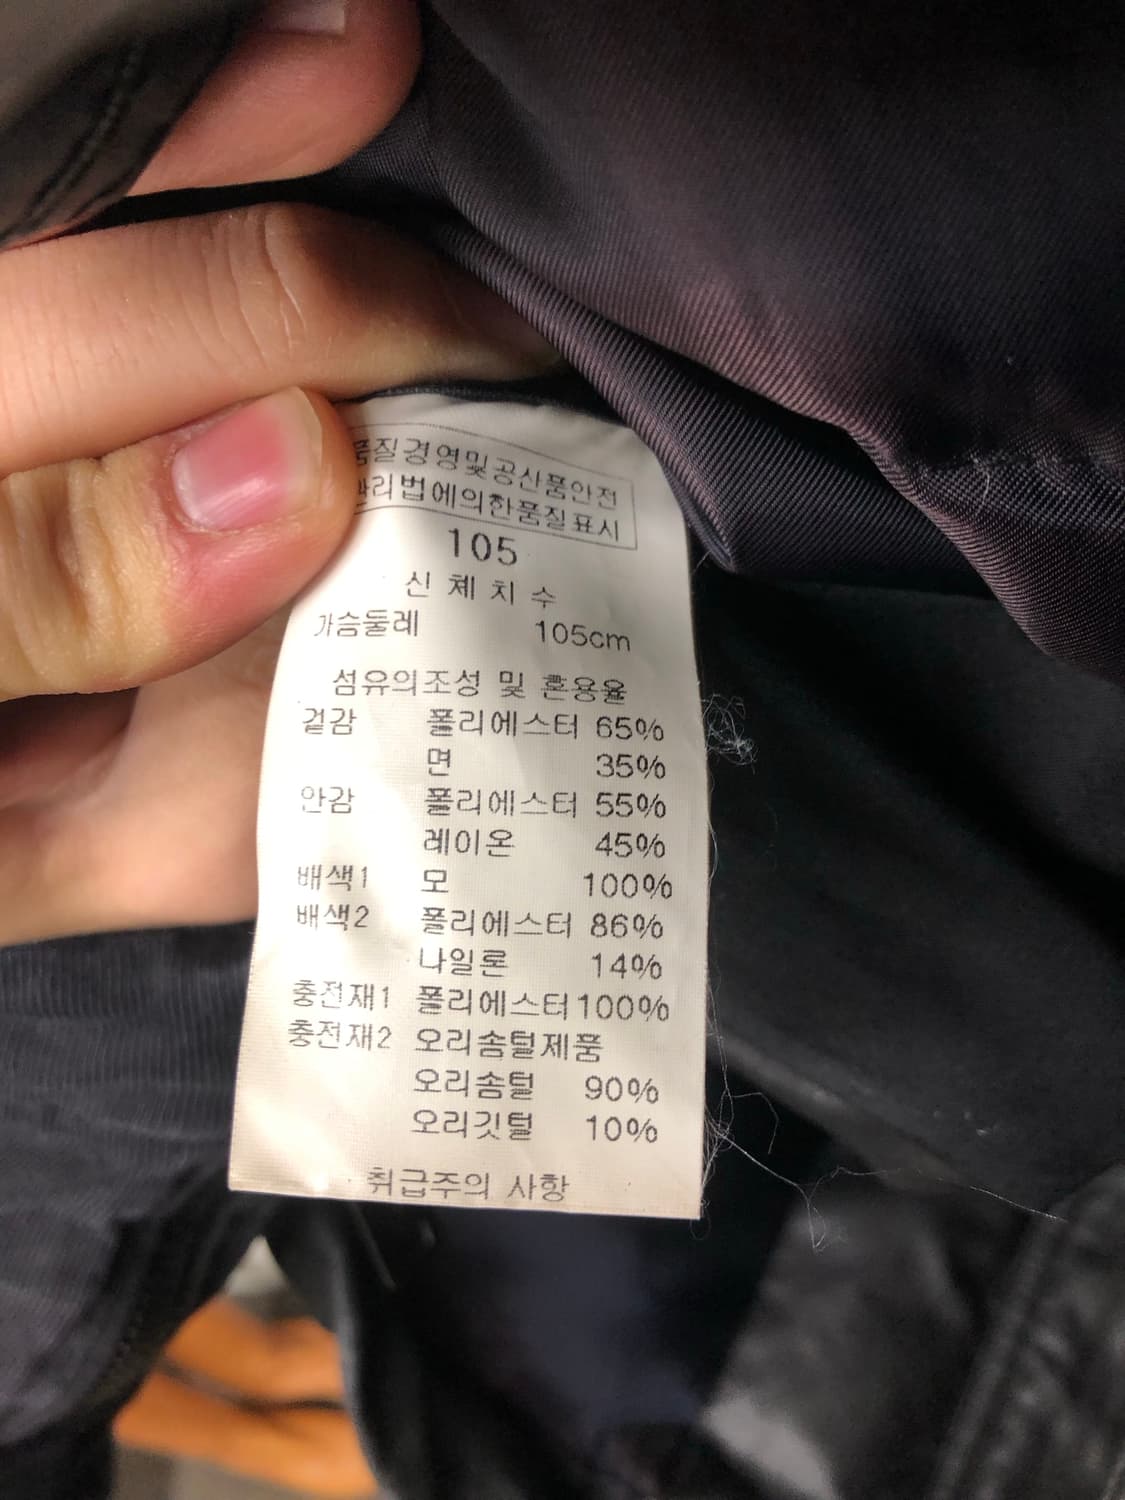 품질경영및공산품안전
관리법에의한품질표시
105
신 체 치 수
가슴둘레 105cm
섬유의조성 및 혼용율
겉감 폴리에스터 65%
면 35%
안감 폴리에스터 55%
레이온 45%
배색1 모 100%
배색2 폴리에스터 86%
나일론 14%
충전재1 폴리에스터 100%
충전재2 오리솜털제품
오리솜털 90%
오리깃털 10%
취급주의 사항